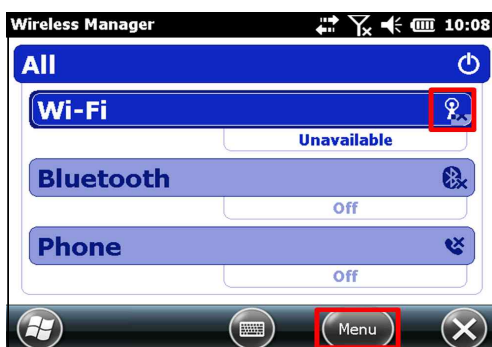 Wireless Manager 10:08
All
Wi-Fi
Unavailable
Bluetooth
Off
Phone
Off
Menu